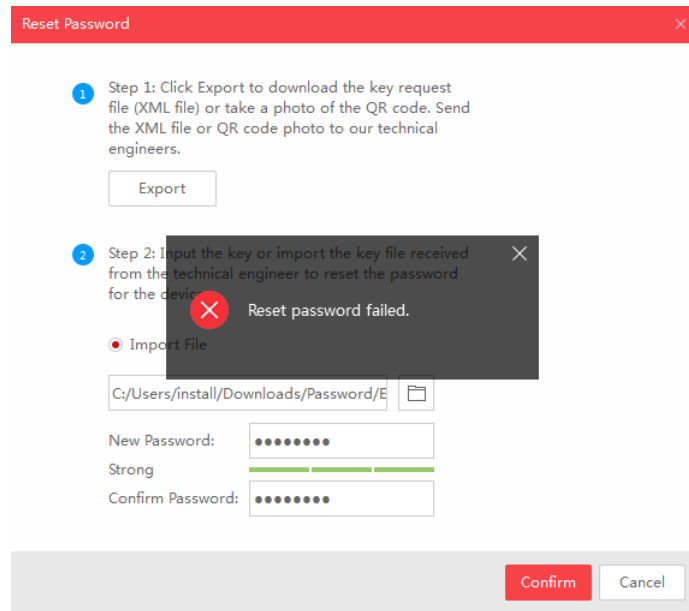 Reset Password
1
Step 1: Click Export to download the key request
file (XML file) or take a photo of the QR code. Send
the XML file or QR code photo to our technical
engineers.
Export
2
Step 2: Input the key or import the key file received
from the technical engineer to reset the password
for the device
Reset password failed.
Import File
C:/Users/install/Downloads/Password/E
New Password:
Strong
Confirm Password:
Confirm
Cancel